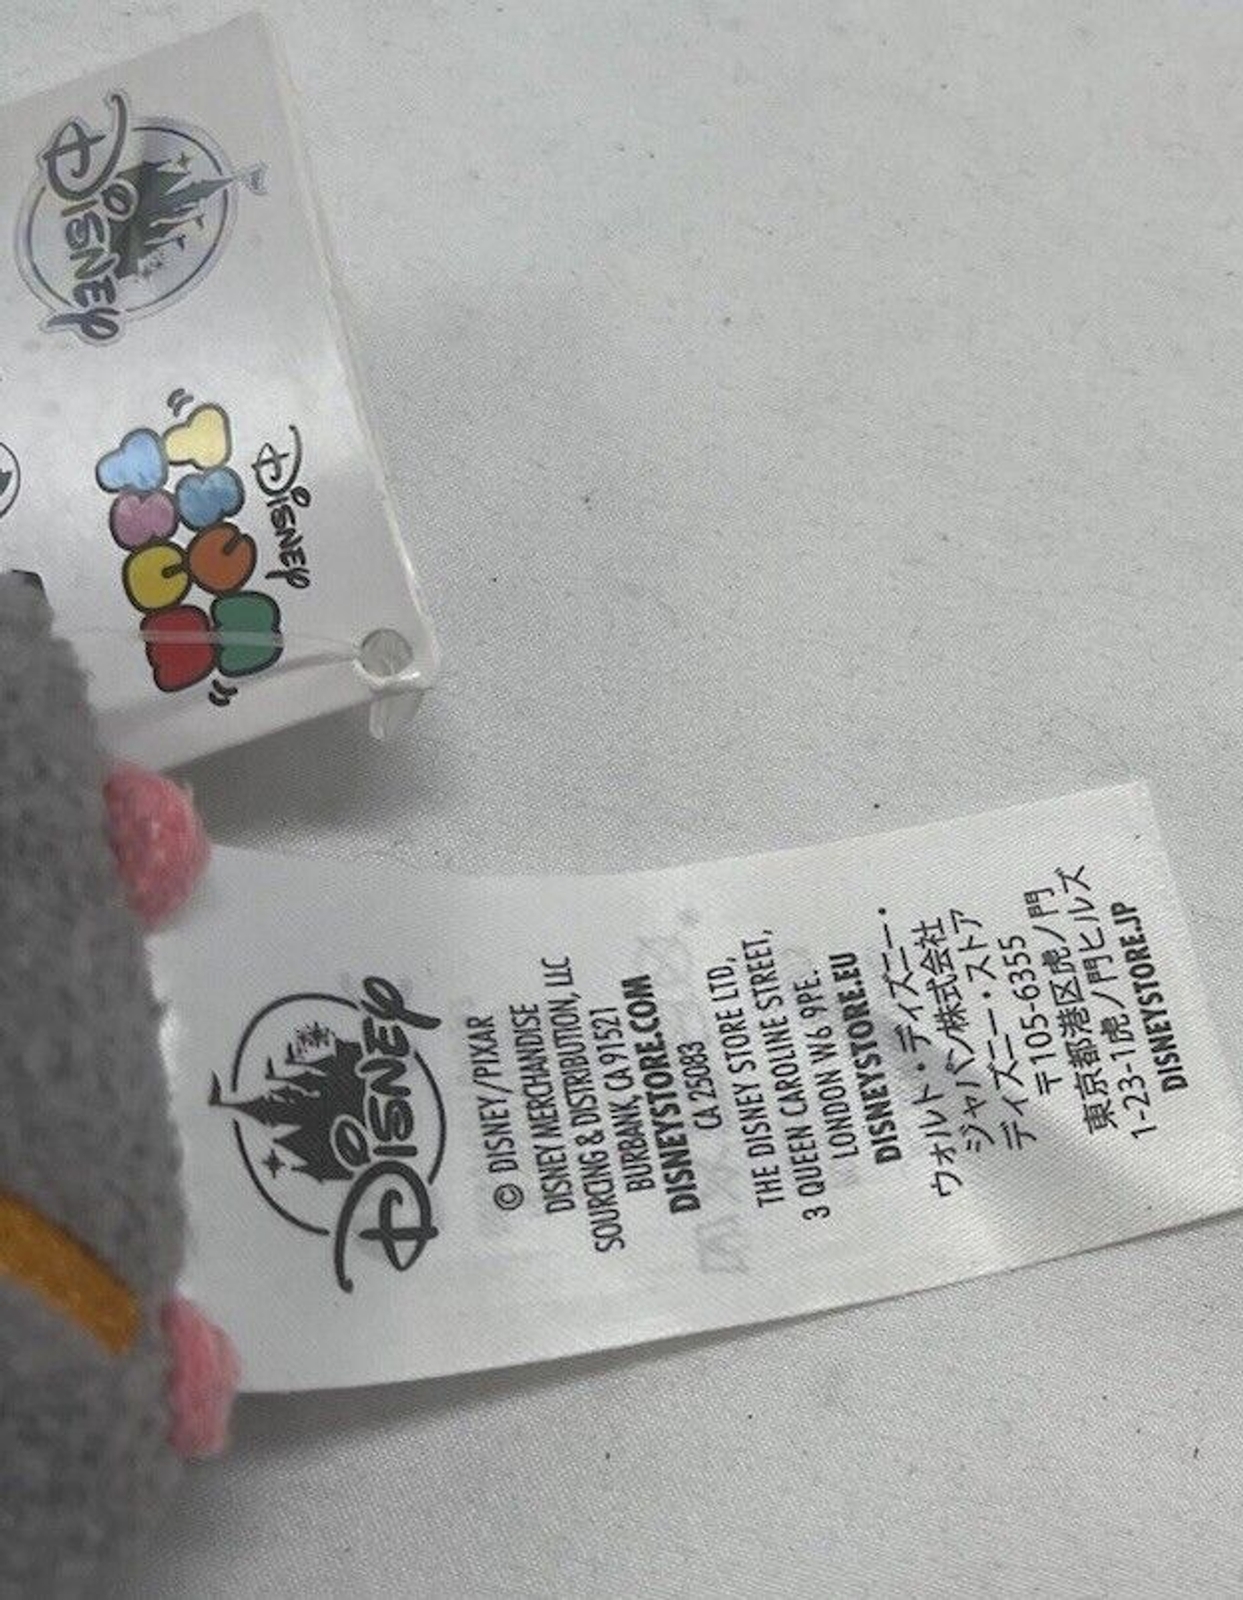 Disney
Disney
ツムツム
Disney
© DISNEY/PIXAR
DISNEY MERCHANDISE
SOURCING & DISTRIBUTION, LLC
BURBANK, CA 91521
DISNEYSTORE.COM
CA 25083
THE DISNEY STORE LTD,
3 QUEEN CAROLINE STREET,
LONDON W6 9PE.
DISNEYSTORE.EU
ウォルト・ディズニー・
ジャパン株式会社
ディズニー・ストア
〒105-6355
東京都港区虎ノ門
1-23-1虎ノ門ヒルズ
DISNEYSTORE.JP